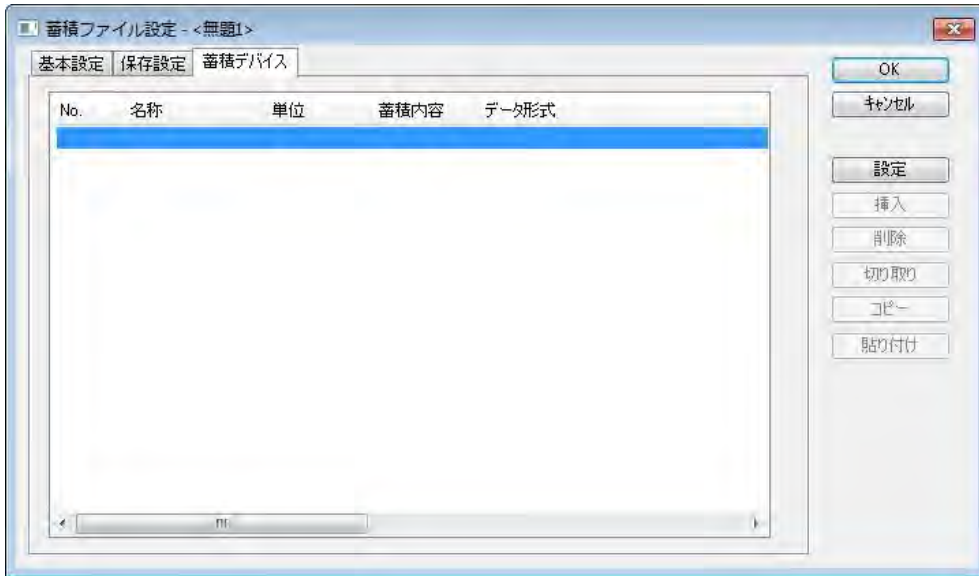 蓄積ファイル設定 - <無題1>
基本設定 保存設定 蓄積デバイス
No. 名称 単位 蓄積内容 データ形式
OK
キャンセル
設定
挿入
削除
切り取り
コピー
貼り付け